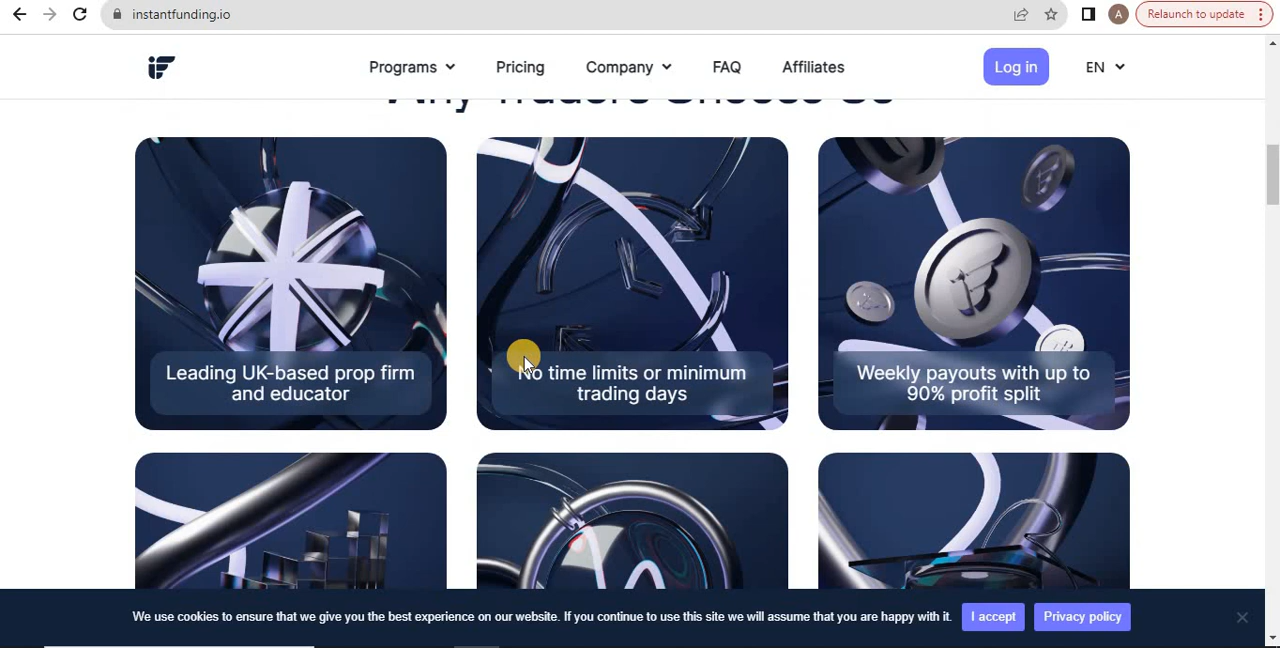 instantfunding.io
A
Relaunch to update
Programs
Pricing
Company
FAQ
Affiliates
Log in
EN
Leading UK-based prop firm
and educator
No time limits or minimum
trading days
Weekly payouts with up to
90% profit split
We use cookies to ensure that we give you the best experience on our website. If you continue to use this site we will assume that you are happy with it.
I accept
Privacy policy